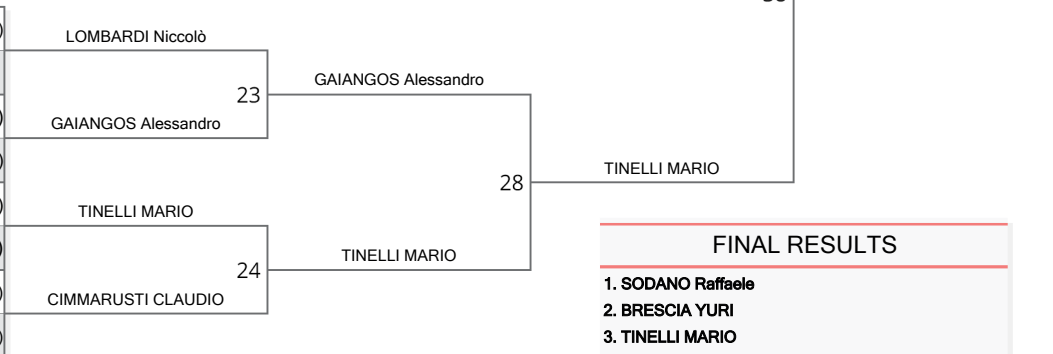 LOMBARDI Niccolò
GAIANGOS Alessandro
23
GAIANGOS Alessandro
TINELLI MARIO
28
TINELLI MARIO
TINELLI MARIO
24
CIMMARUSTI CLAUDIO
FINAL RESULTS
1. SODANO Raffaele
2. BRESCIA YURI
3. TINELLI MARIO